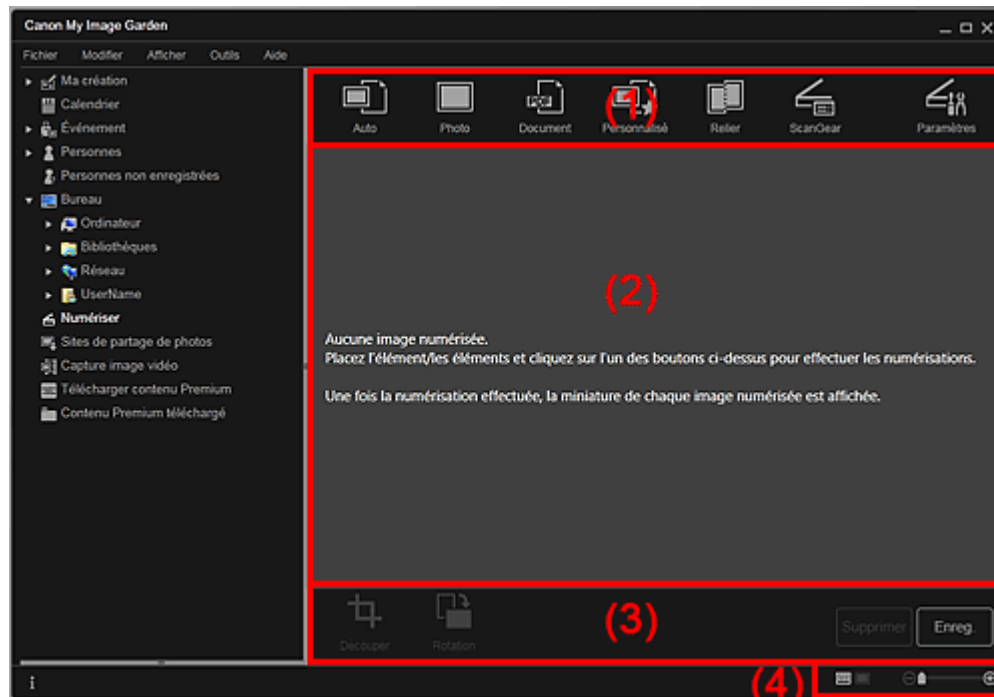 Canon My Image Garden
Fichier Modifier Afficher Outils Aide
Ma création
Calendrier
Événement
Personnes
Personnes non enregistrées
Bureau
Ordinateur
Bibliothèques
Réseau
UserName
Numériser
Sites de partage de photos
Capture image vidéo
Télécharger contenu Premium
Contenu Premium téléchargé
Auto Photo Document Personnalisé Relier ScanGear Paramètres
(1)
(2)
Aucune image numérisée.
Placez l'élément/les éléments et cliquez sur l'un des boutons ci-dessus pour effectuer les numérisations.
Une fois la numérisation effectuée, la miniature de chaque image numérisée est affichée.
Découper Rotation
(3)
Supprimer Enreg.
(4)